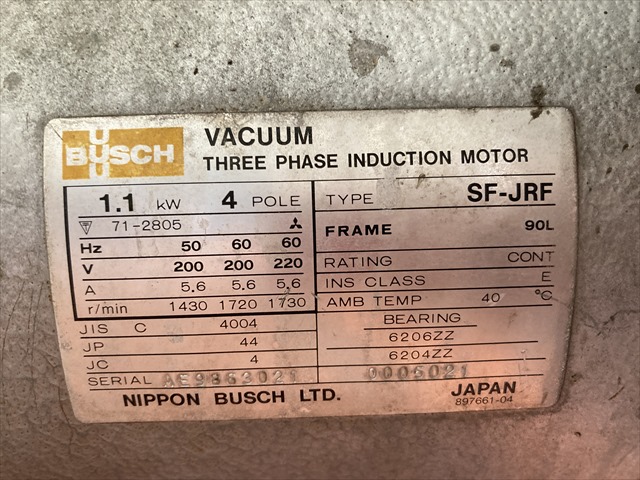 BUSCH
VACUUM
THREE PHASE INDUCTION MOTOR
1.1 kW 4 POLE
71-2805
Hz 50 60 60
V 200 200 220
A 5.6 5.6 5.6
r/min 1430 1720 1730
JIS C 4004
JP 44
JC 4
SERIAL AE9863021 0006021
TYPE SF-JRF
FRAME 90L
RATING CONT
INS CLASS E
AMB TEMP 40 °C
BEARING
6206ZZ
6204ZZ
NIPPON BUSCH LTD. JAPAN
897661-04